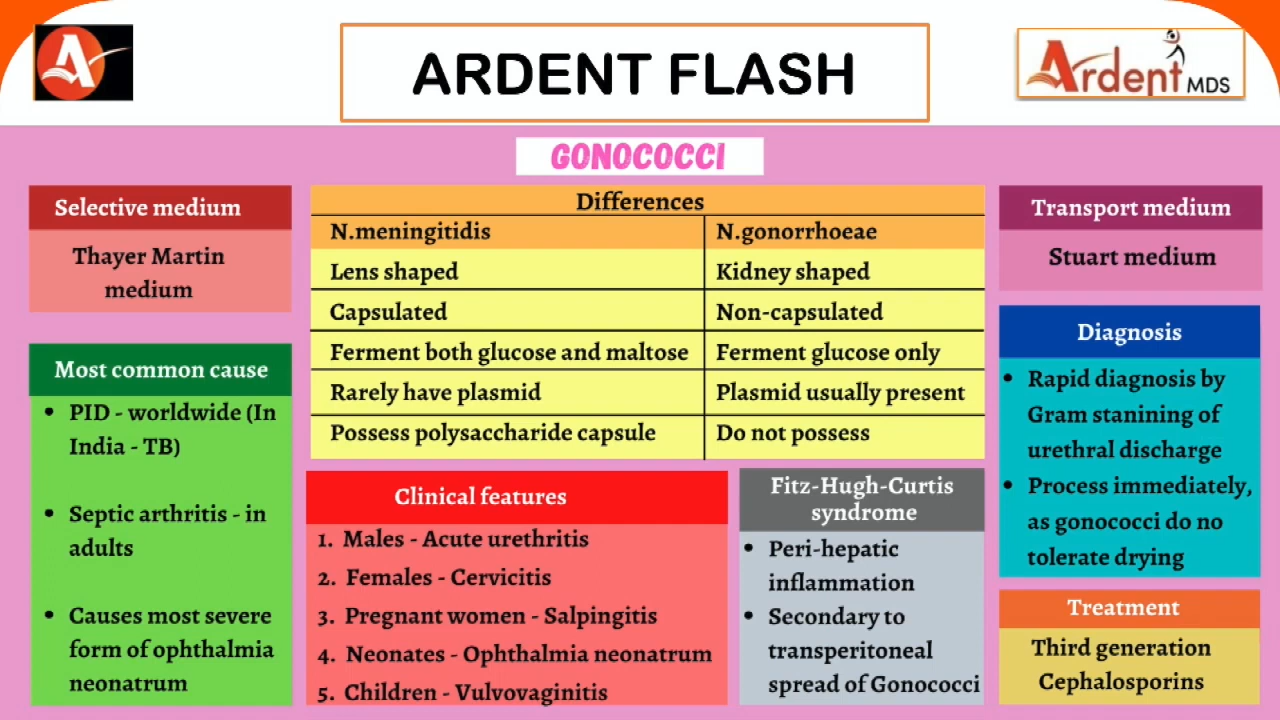 ARDENT FLASH
Ardent MDS
GONOCOCCI
Selective medium
Thayer Martin
medium
Most common cause
• PID - worldwide (In
India - TB)
• Septic arthritis - in
adults
• Causes most severe
form of ophthalmia
neonatrum
Differences
N.meningitidis N.gonorrhoeae
Lens shaped Kidney shaped
Capsulated Non-capsulated
Ferment both glucose and maltose Ferment glucose only
Rarely have plasmid Plasmid usually present
Possess polysaccharide capsule Do not possess
Clinical features
1. Males - Acute urethritis
2. Females - Cervicitis
3. Pregnant women - Salpingitis
4. Neonates - Ophthalmia neonatrum
5. Children - Vulvovaginitis
Fitz-Hugh-Curtis
syndrome
• Peri-hepatic
inflammation
• Secondary to
transperitoneal
spread of Gonococci
Transport medium
Stuart medium
Diagnosis
• Rapid diagnosis by
Gram stanining of
urethral discharge
• Process immediately,
as gonococci do no
tolerate drying
Treatment
Third generation
Cephalosporins